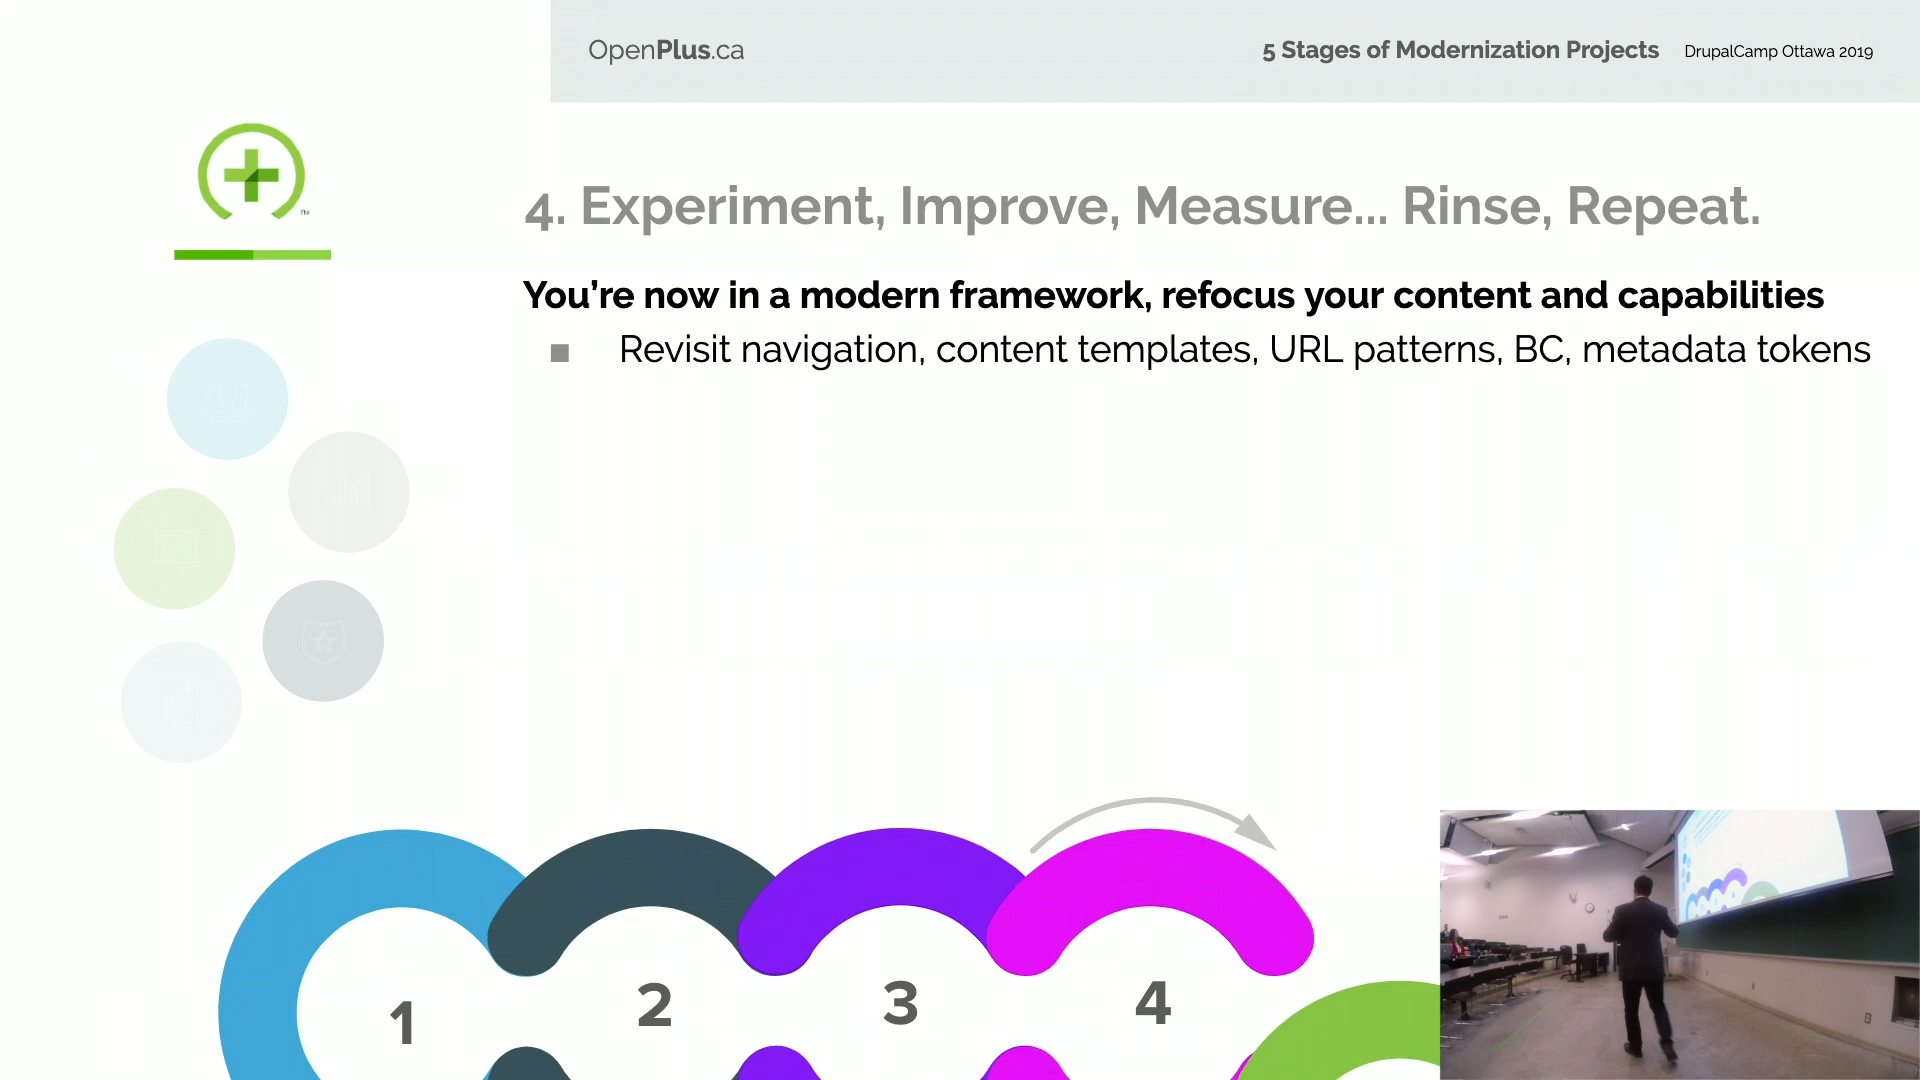 OpenPlus.ca
5 Stages of Modernization Projects DrupalCamp Ottawa 2019
TM
4. Experiment, Improve, Measure... Rinse, Repeat.
You’re now in a modern framework, refocus your content and capabilities
■ Revisit navigation, content templates, URL patterns, BC, metadata tokens
1
2
3
4